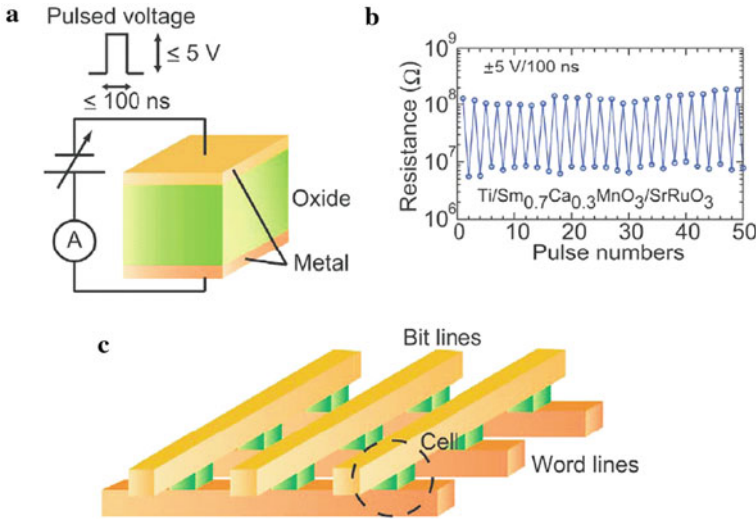 a
Pulsed voltage
≤ 5 V
≤ 100 ns
A
Oxide
Metal
b
±5 V/100 ns
Resistance (Ω)
10⁹
10⁸
10⁷
10⁶
Ti/Sm₀.₇Ca₀.₃MnO₃/SrRuO₃
0 10 20 30 40 50
Pulse numbers
c
Bit lines
Cell
Word lines